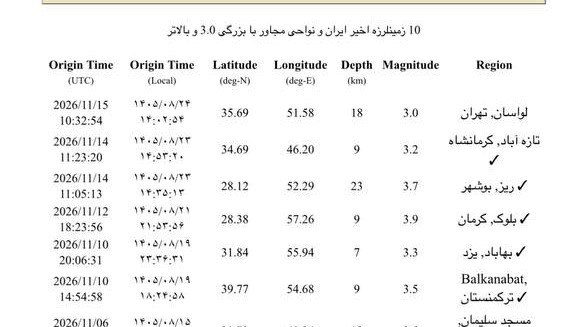 10 زمینلرزه اخیر ایران و نواحی مجاور با بزرگی 3.0 و بالاتر
Origin Time Origin Time Latitude Longitude Depth Magnitude Region
(UTC) (Local) (deg-N) (deg-E) (km)
2026/11/15 ۱۴۰۵/۰۸/۲۴
10:32:54 ۱۴:۰۲:۵۴ 35.69 51.58 18 3.0 لواسان, تهران
2026/11/14 ۱۴۰۵/۰۸/۲۳ تازه آباد, کرمانشاه
11:23:20 ۱۴:۵۳:۲۰ 34.69 46.20 9 3.2 ✓
2026/11/14 ۱۴۰۵/۰۸/۲۳
11:05:13 ۱۴:۳۵:۱۳ 28.12 52.29 23 3.7 ریز, بوشهر ✓
2026/11/12 ۱۴۰۵/۰۸/۲۱
18:23:56 ۲۱:۵۳:۵۶ 28.38 57.26 9 3.9 بلوک, کرمان ✓
2026/11/10 ۱۴۰۵/۰۸/۱۹
20:06:31 ۲۳:۳۶:۳۱ 31.84 55.94 7 3.3 بهاباد, یزد ✓
2026/11/10 ۱۴۰۵/۰۸/۱۹ Balkanabat,
14:54:58 ۱۸:۲۴:۵۸ 39.77 54.68 9 3.5 ترکمنستان ✓
2026/11/06 ۱۴۰۵/۰۸/۱۵ مسجد سلیمان,